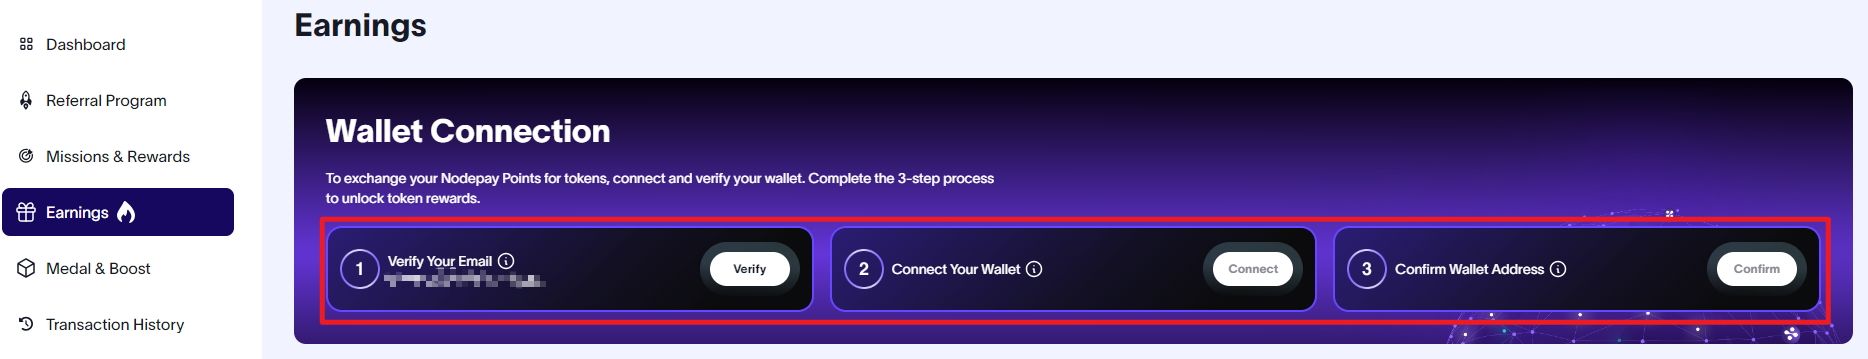 Earnings
Dashboard
Referral Program
Missions & Rewards
Earnings
Medal & Boost
Transaction History
Wallet Connection
To exchange your Nodepay Points for tokens, connect and verify your wallet. Complete the 3-step process
to unlock token rewards.
1 Verify Your Email Verify
2 Connect Your Wallet Connect
3 Confirm Wallet Address Confirm